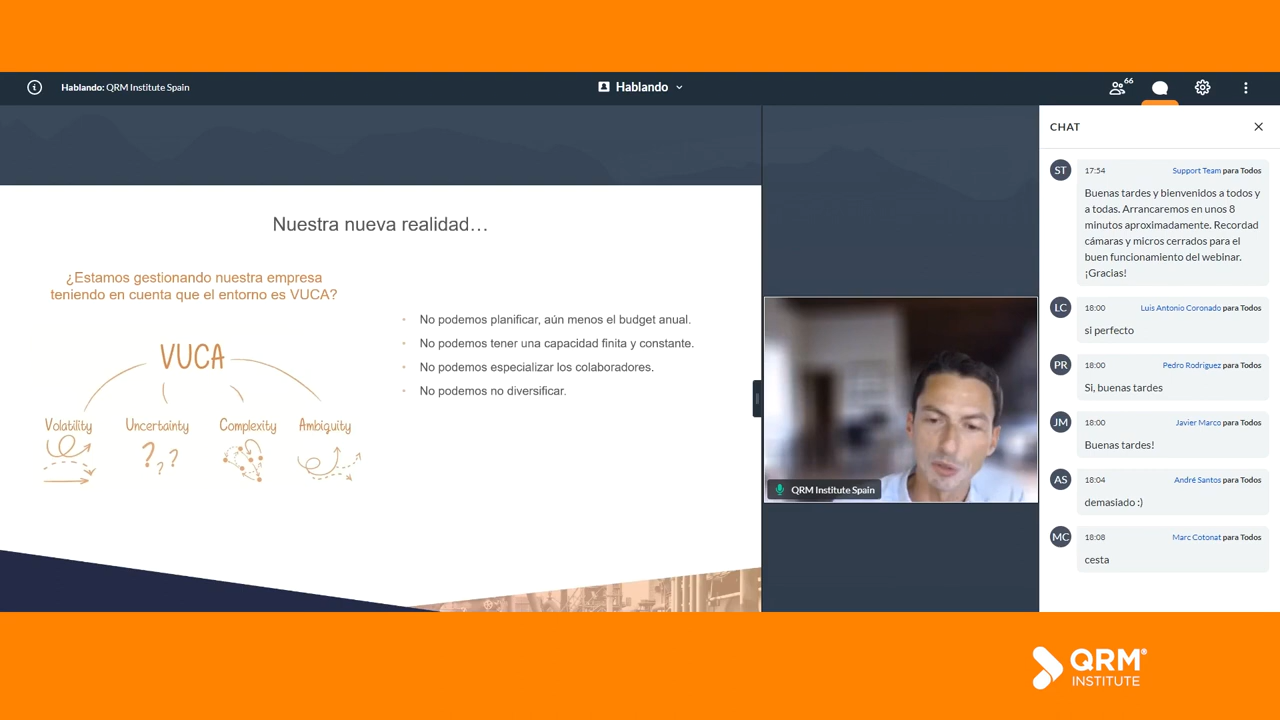 Hablando: QRM Institute Spain
Hablando
66
Nuestra nueva realidad…
¿Estamos gestionando nuestra empresa
teniendo en cuenta que el entorno es VUCA?
VUCA
Volatility
Uncertainty
Complexity
Ambiguity
? ? ?
• No podemos planificar, aún menos el budget anual.
• No podemos tener una capacidad finita y constante.
• No podemos especializar los colaboradores.
• No podemos no diversificar.
QRM Institute Spain
CHAT
ST
17:54
Support Team para Todos
Buenas tardes y bienvenidos a todos y
a todas. Arrancaremos en unos 8
minutos aproximadamente. Recordad
cámaras y micros cerrados para el
buen funcionamiento del webinar.
¡Gracias!
LC
18:00
Luis Antonio Coronado para Todos
si perfecto
PR
18:00
Pedro Rodriguez para Todos
Si, buenas tardes
JM
18:00
Javier Marco para Todos
Buenas tardes!
AS
18:04
André Santos para Todos
demasiado :)
MC
18:08
Marc Cotonat para Todos
cesta
QRM®
INSTITUTE